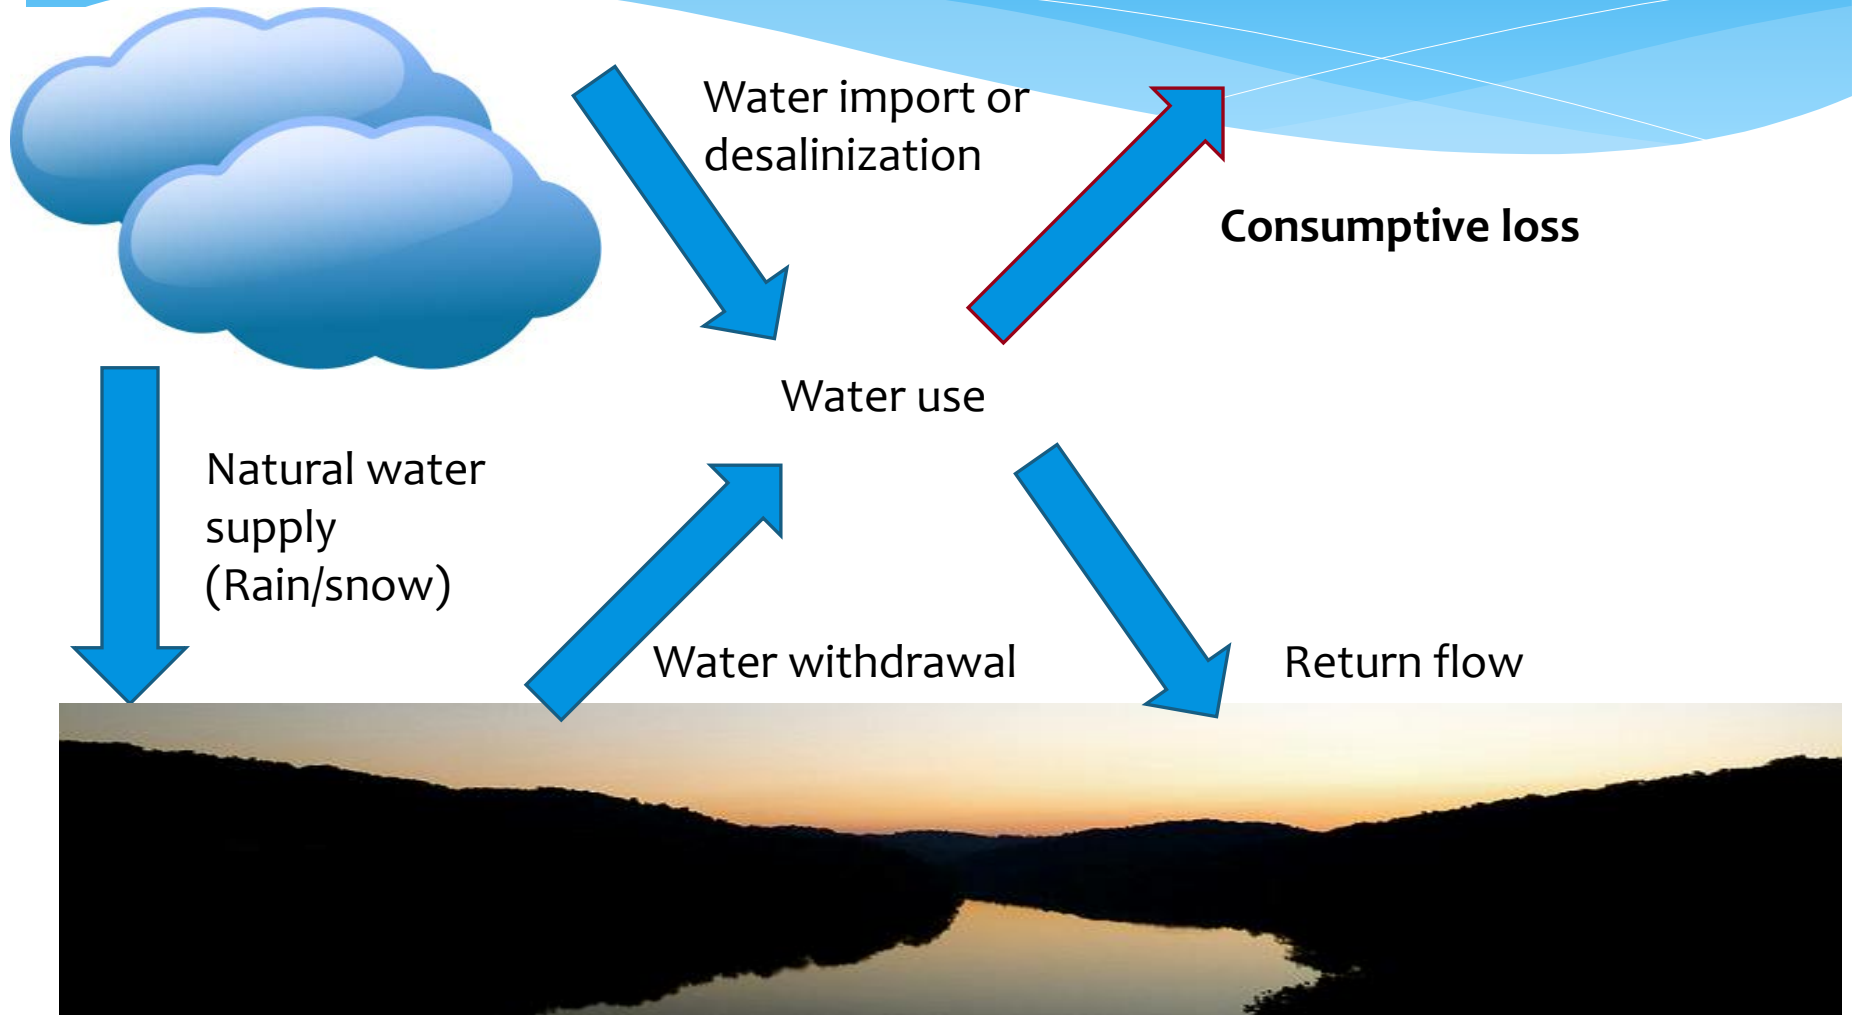 Water import or
desalinization
Consumptive loss
Water use
Natural water
supply
(Rain/snow)
Water withdrawal
Return flow